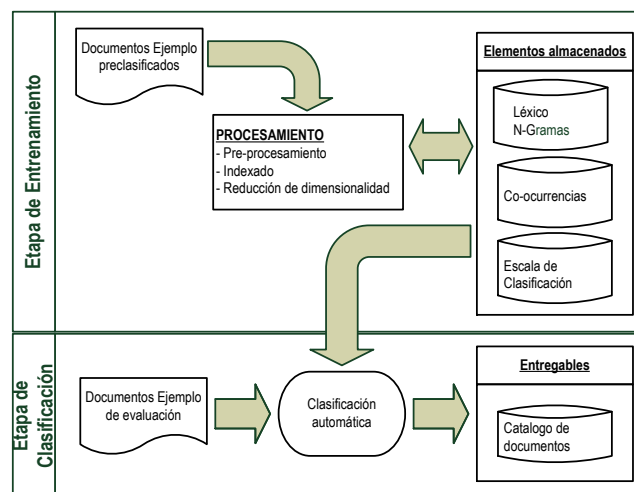 Etapa de Entrenamiento
Documentos Ejemplo
preclasificados
PROCESAMIENTO
- Pre-procesamiento
- Indexado
- Reducción de dimensionalidad
Elementos almacenados
Léxico
N-Gramas
Co-ocurrencias
Escala de
Clasificación
Etapa de
Clasificación
Documentos Ejemplo
de evaluación
Clasificación
automática
Entregables
Catalogo de
documentos